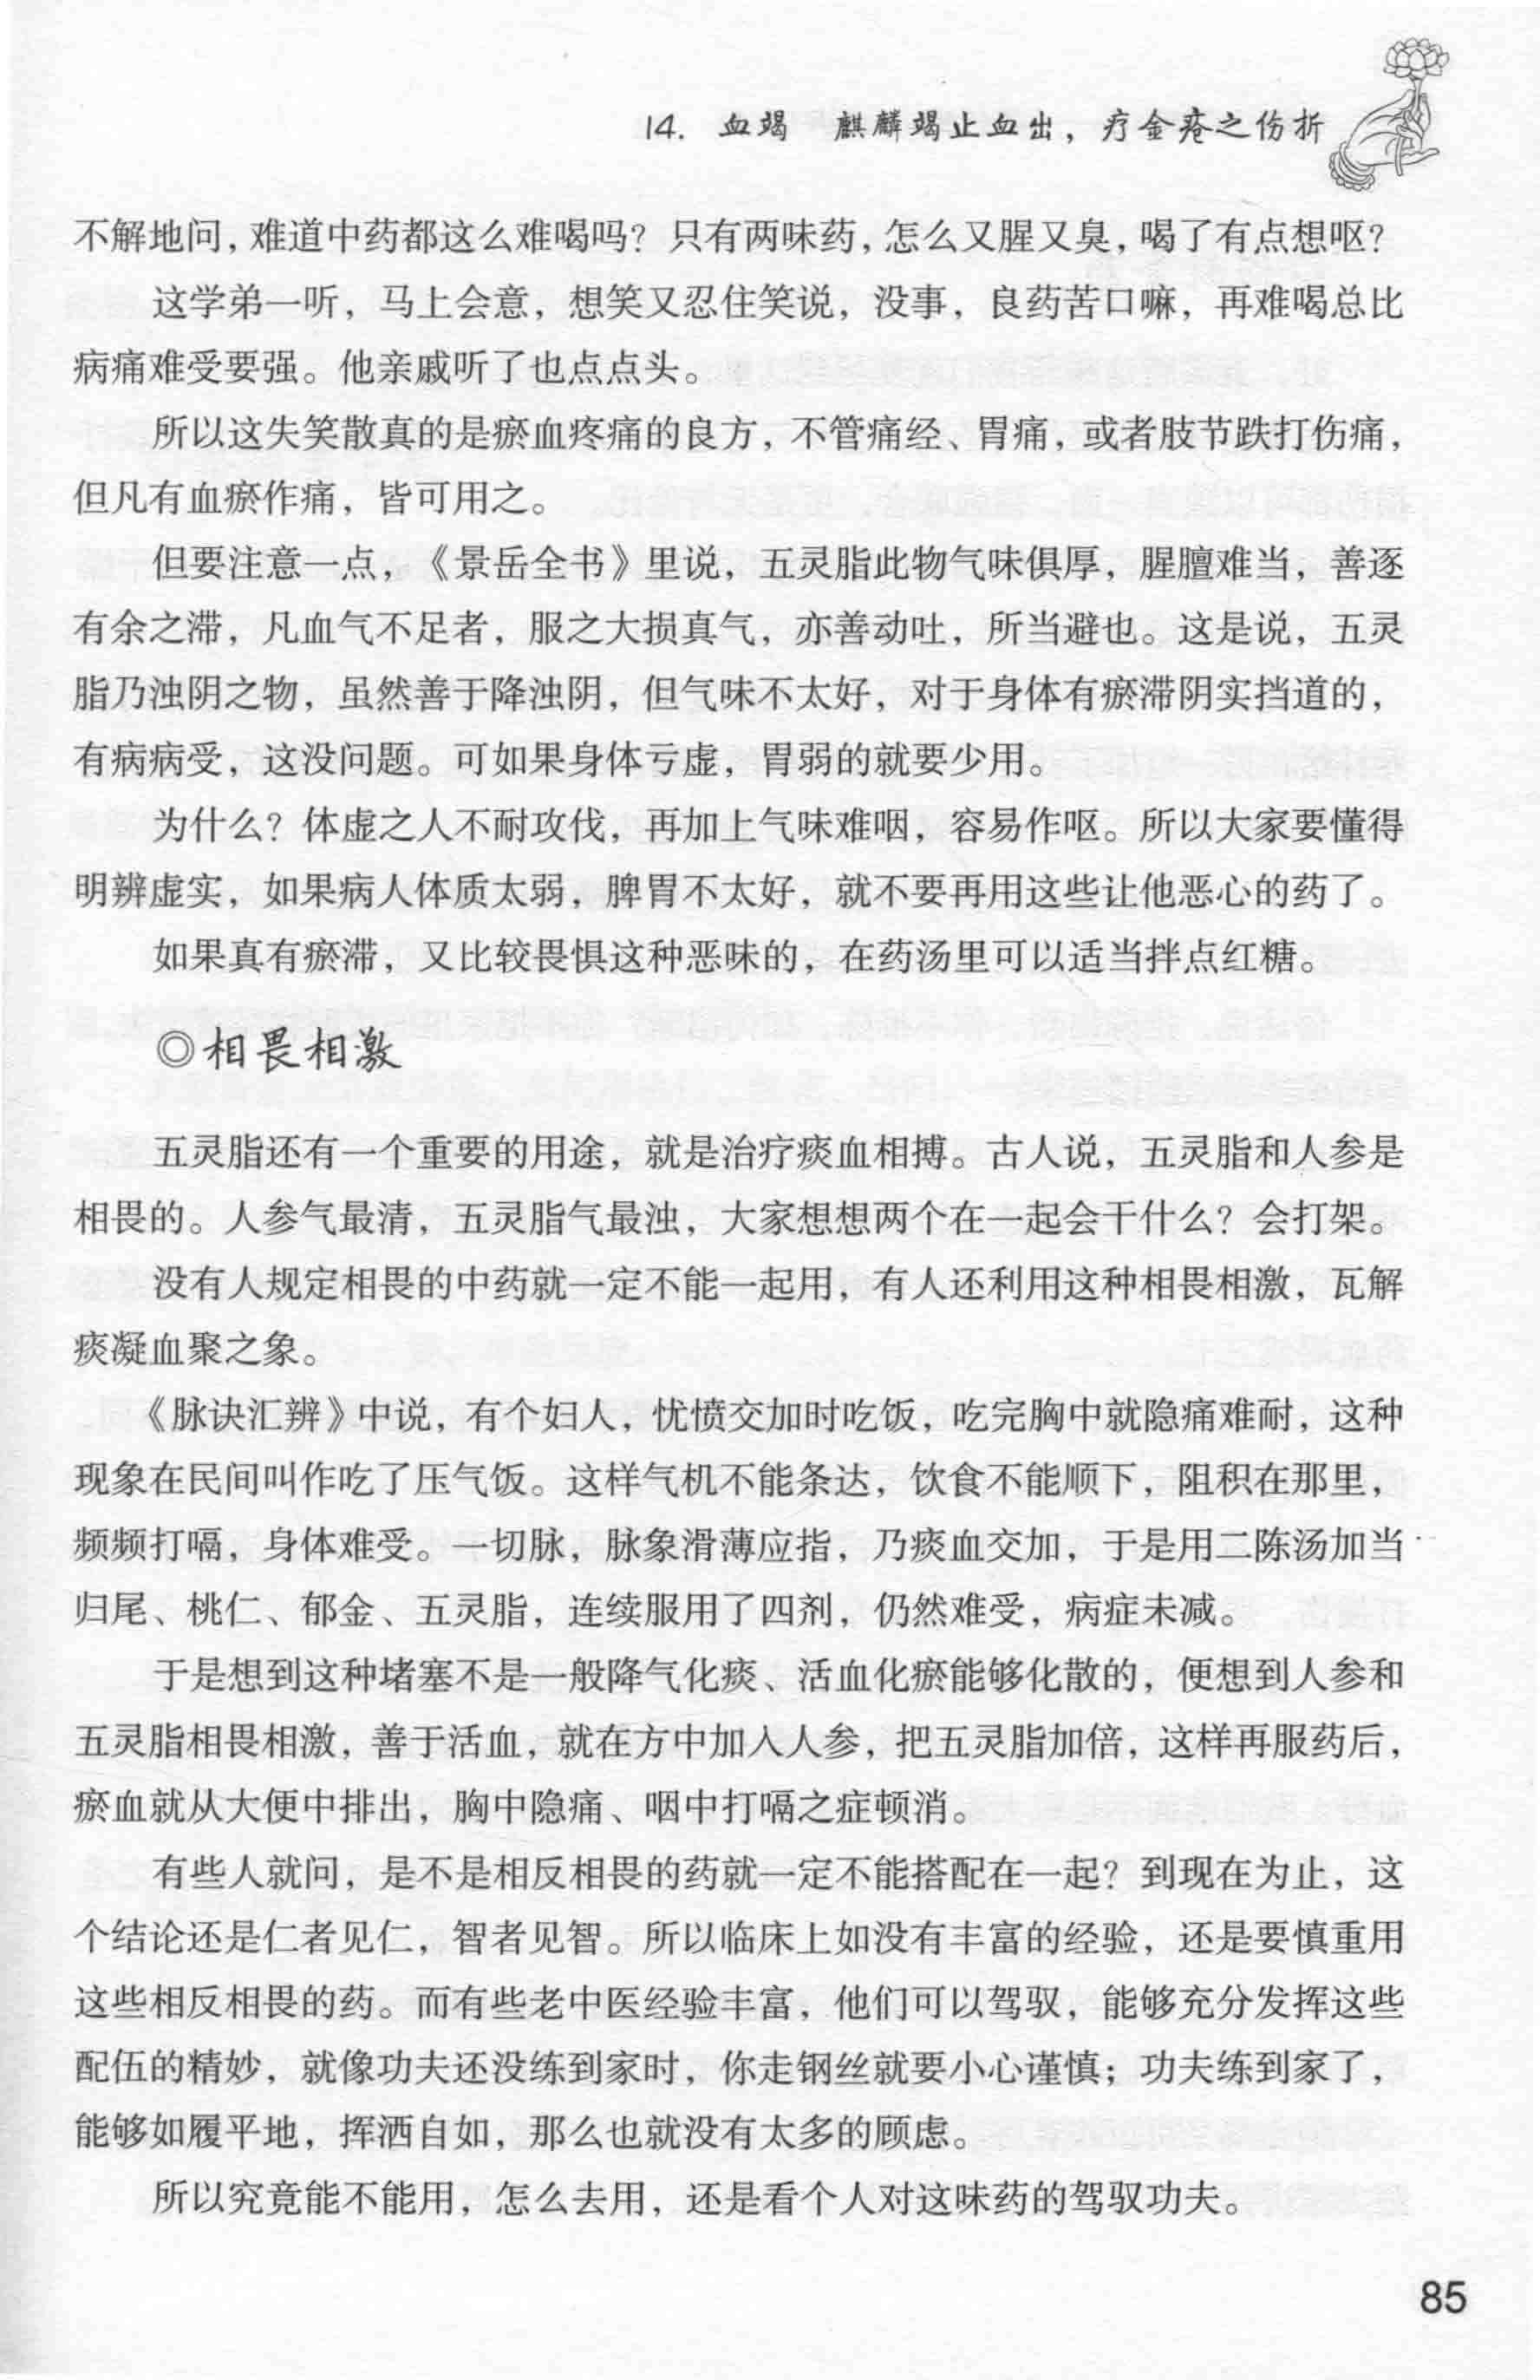 14. 血竭 麒麟竭止血出，疗金疮之伤折
不解地问，难道中药都这么难喝吗？只有两味药，怎么又腥又臭，喝了有点想呕？
这学弟一听，马上会意，想笑又忍住笑说，没事，良药苦口嘛，再难喝总比
病痛难受要强。他亲戚听了也点点头。
所以这失笑散真的是瘀血疼痛的良方，不管痛经、胃痛，或者肢节跌打伤痛，
但凡有血瘀作痛，皆可用之。
但要注意一点，《景岳全书》里说，五灵脂此物气味俱厚，腥膻难当，善逐
有余之滞，凡血气不足者，服之大损真气，亦善动吐，所当避也。这是说，五灵
脂乃浊阴之物，虽然善于降浊阴，但气味不太好，对于身体有瘀滞阴实挡道的，
有病病受，这没问题。可如果身体亏虚，胃弱的就要少用。
为什么？体虚之人不耐攻伐，再加上气味难咽，容易作呕。所以大家要懂得
明辨虚实，如果病人体质太弱，脾胃不太好，就不要再用这些让他恶心的药了。
如果真有瘀滞，又比较畏惧这种恶味的，在药汤里可以适当拌点红糖。
◎相畏相激
五灵脂还有一个重要的用途，就是治疗痰血相搏。古人说，五灵脂和人参是
相畏的。人参气最清，五灵脂气最浊，大家想想两个在一起会干什么？会打架。
没有人规定相畏的中药就一定不能一起用，有人还利用这种相畏相激，瓦解
痰凝血聚之象。
《脉诀汇辨》中说，有个妇人，忧愤交加时吃饭，吃完胸中就隐痛难耐，这种
现象在民间叫作吃了压气饭。这样气机不能条达，饮食不能顺下，阻积在那里，
频频打嗝，身体难受。一切脉，脉象滑薄应指，乃痰血交加，于是用二陈汤加当
归尾、桃仁、郁金、五灵脂，连续服用了四剂，仍然难受，病症未减。
于是想到这种堵塞不是一般降气化痰、活血化瘀能够化散的，便想到人参和
五灵脂相畏相激，善于活血，就在方中加入人参，把五灵脂加倍，这样再服药后，
瘀血就从大便中排出，胸中隐痛、咽中打嗝之症顿消。
有些人就问，是不是相反相畏的药就一定不能搭配在一起？到现在为止，这
个结论还是仁者见仁，智者见智。所以临床上如没有丰富的经验，还是要慎重用
这些相反相畏的药。而有些老中医经验丰富，他们可以驾驭，能够充分发挥这些
配伍的精妙，就像功夫还没练到家时，你走钢丝就要小心谨慎；功夫练到家了，
能够如履平地，挥洒自如，那么也就没有太多的顾虑。
所以究竟能不能用，怎么去用，还是看个人对这味药的驾驭功夫。
85